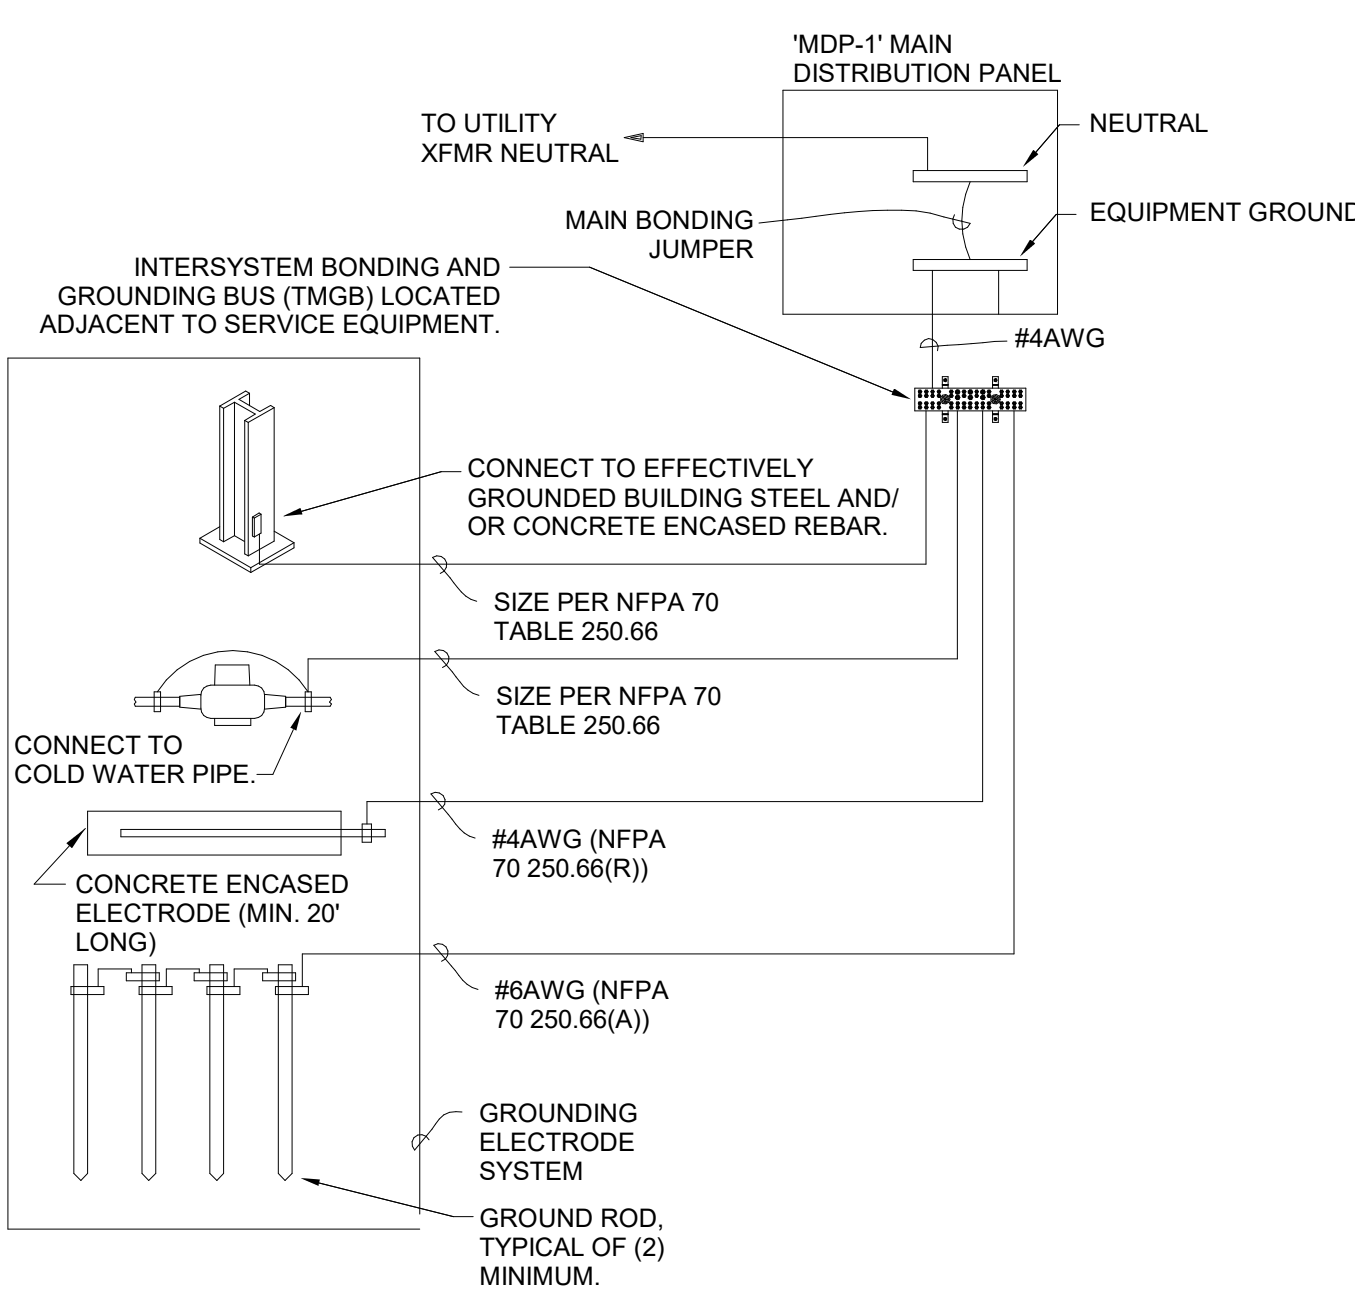 'MDP-1' MAIN
DISTRIBUTION PANEL
TO UTILITY
XFMR NEUTRAL
NEUTRAL
MAIN BONDING
JUMPER
EQUIPMENT GROUND
INTERSYSTEM BONDING AND
GROUNDING BUS (TMGB) LOCATED
ADJACENT TO SERVICE EQUIPMENT.
#4AWG
CONNECT TO EFFECTIVELY
GROUNDED BUILDING STEEL AND/
OR CONCRETE ENCASED REBAR.
SIZE PER NFPA 70
TABLE 250.66
SIZE PER NFPA 70
TABLE 250.66
CONNECT TO
COLD WATER PIPE.
#4AWG (NFPA
70 250.66(R))
CONCRETE ENCASED
ELECTRODE (MIN. 20'
LONG)
#6AWG (NFPA
70 250.66(A))
GROUNDING
ELECTRODE
SYSTEM
GROUND ROD,
TYPICAL OF (2)
MINIMUM.